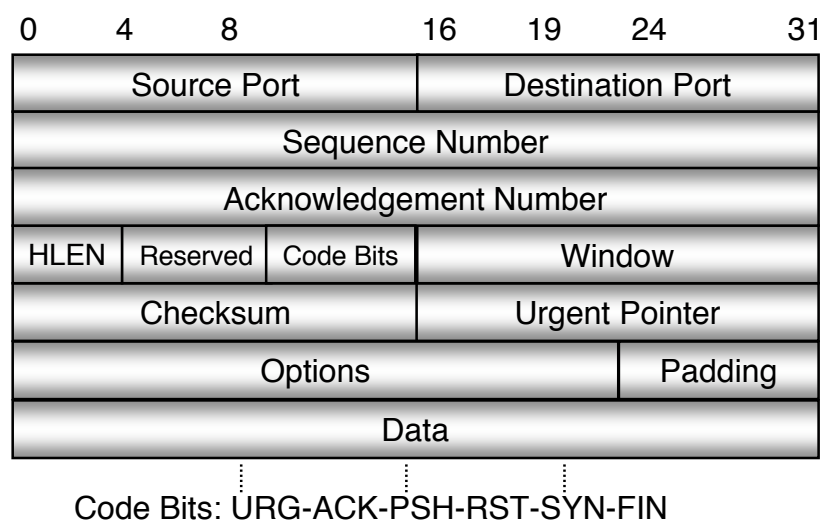 0 4 8 16 19 24 31
Source Port Destination Port
Sequence Number
Acknowledgement Number
HLEN Reserved Code Bits Window
Checksum Urgent Pointer
Options Padding
Data
Code Bits: URG-ACK-PSH-RST-SYN-FIN